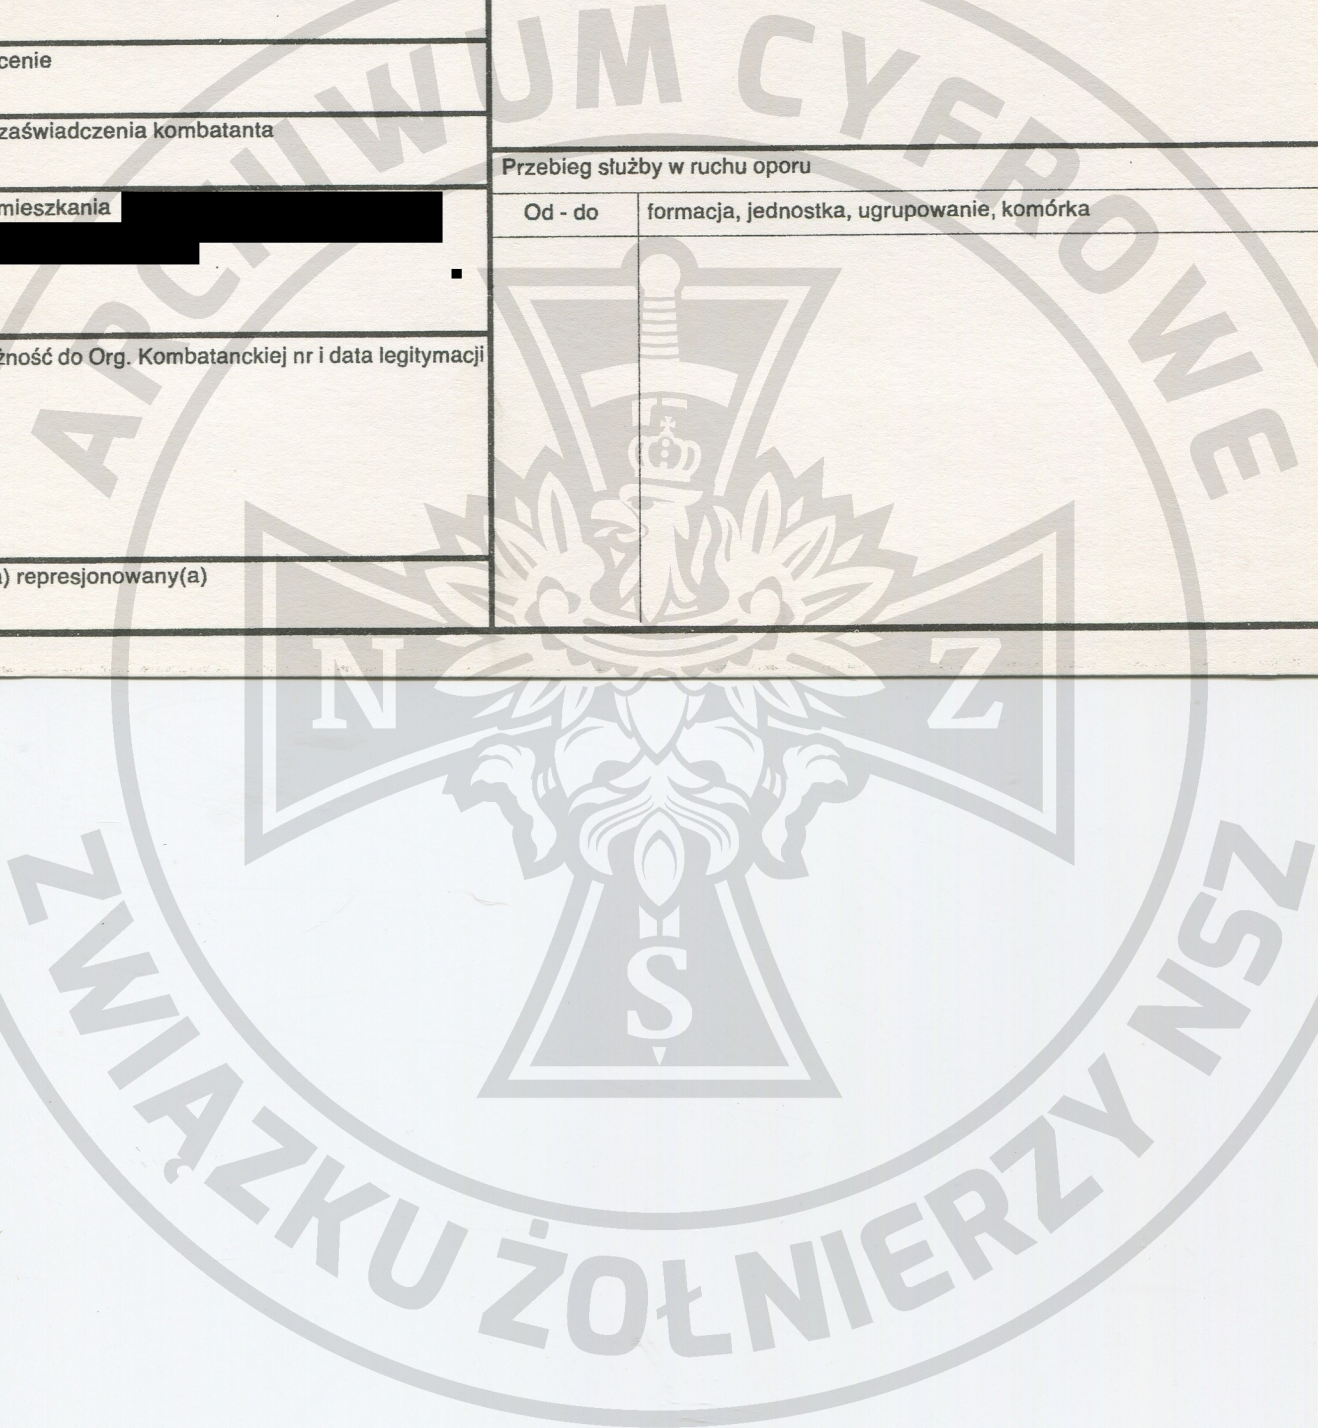 cenie
zaświadczenia kombatanta
mieszkania
żność do Org. Kombatanckiej nr i data legitymacji
) represjonowany(a)
Przebieg służby w ruchu oporu
Od - do
formacja, jednostka, ugrupowanie, komórka
ARCHIWUM CYFROWE
N
Z
S
ZWIĄZKU ŻOŁNIERZY NSZ